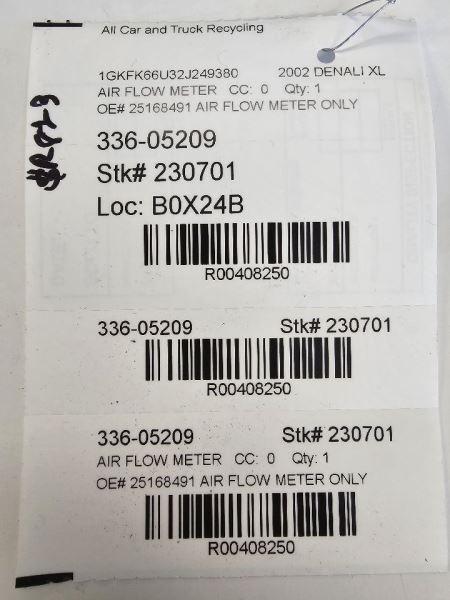 All Car and Truck Recycling
1GKFK66U32J249380 2002 DENALI XL
AIR FLOW METER CC: 0 Qty: 1
OE# 25168491 AIR FLOW METER ONLY
336-05209
Stk# 230701
Loc: B0X24B
R00408250
336-05209 Stk# 230701
R00408250
336-05209 Stk# 230701
AIR FLOW METER CC: 0 Qty: 1
OE# 25168491 AIR FLOW METER ONLY
R00408250